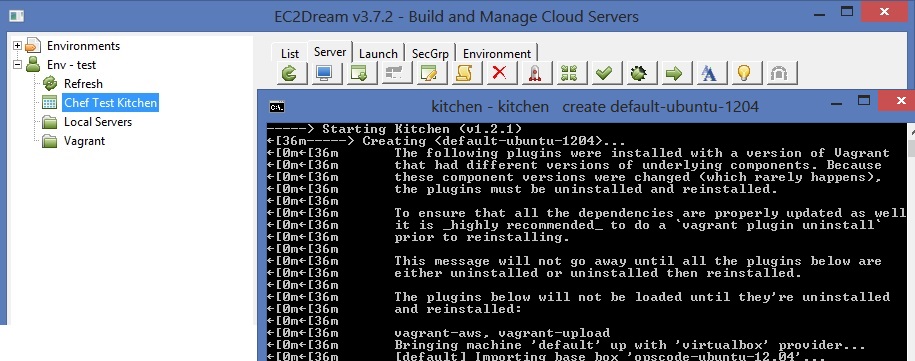 EC2Dream v3.7.2 - Build and Manage Cloud Servers
Environments
Env - test
Refresh
Chef Test Kitchen
Local Servers
Vagrant
List Server Launch SecGrp Environment
C:\.
kitchen - kitchen create default-ubuntu-1204
-----> Starting Kitchen (v1.2.1)
←[36m-----> Creating <default-ubuntu-1204>...
←[0m←[36m The following plugins were installed with a version of Vagrant
←[0m←[36m that had different versions of underlying components. Because
←[0m←[36m these component versions were changed (which rarely happens),
←[0m←[36m the plugins must be uninstalled and reinstalled.
←[0m←[36m
←[0m←[36m To ensure that all the dependencies are properly updated as well
←[0m←[36m it is _highly recommended_ to do a `vagrant plugin uninstall`
←[0m←[36m prior to reinstalling.
←[0m←[36m
←[0m←[36m This message will not go away until all the plugins below are
←[0m←[36m either uninstalled or uninstalled then reinstalled.
←[0m←[36m
←[0m←[36m The plugins below will not be loaded until they're uninstalled
←[0m←[36m and reinstalled:
←[0m←[36m
←[0m←[36m vagrant-aws, vagrant-upload
←[0m←[36m Bringing machine 'default' up with 'virtualbox' provider...
←[0m←[36m [default] Importing base box 'opscode-ubuntu-12.04'...